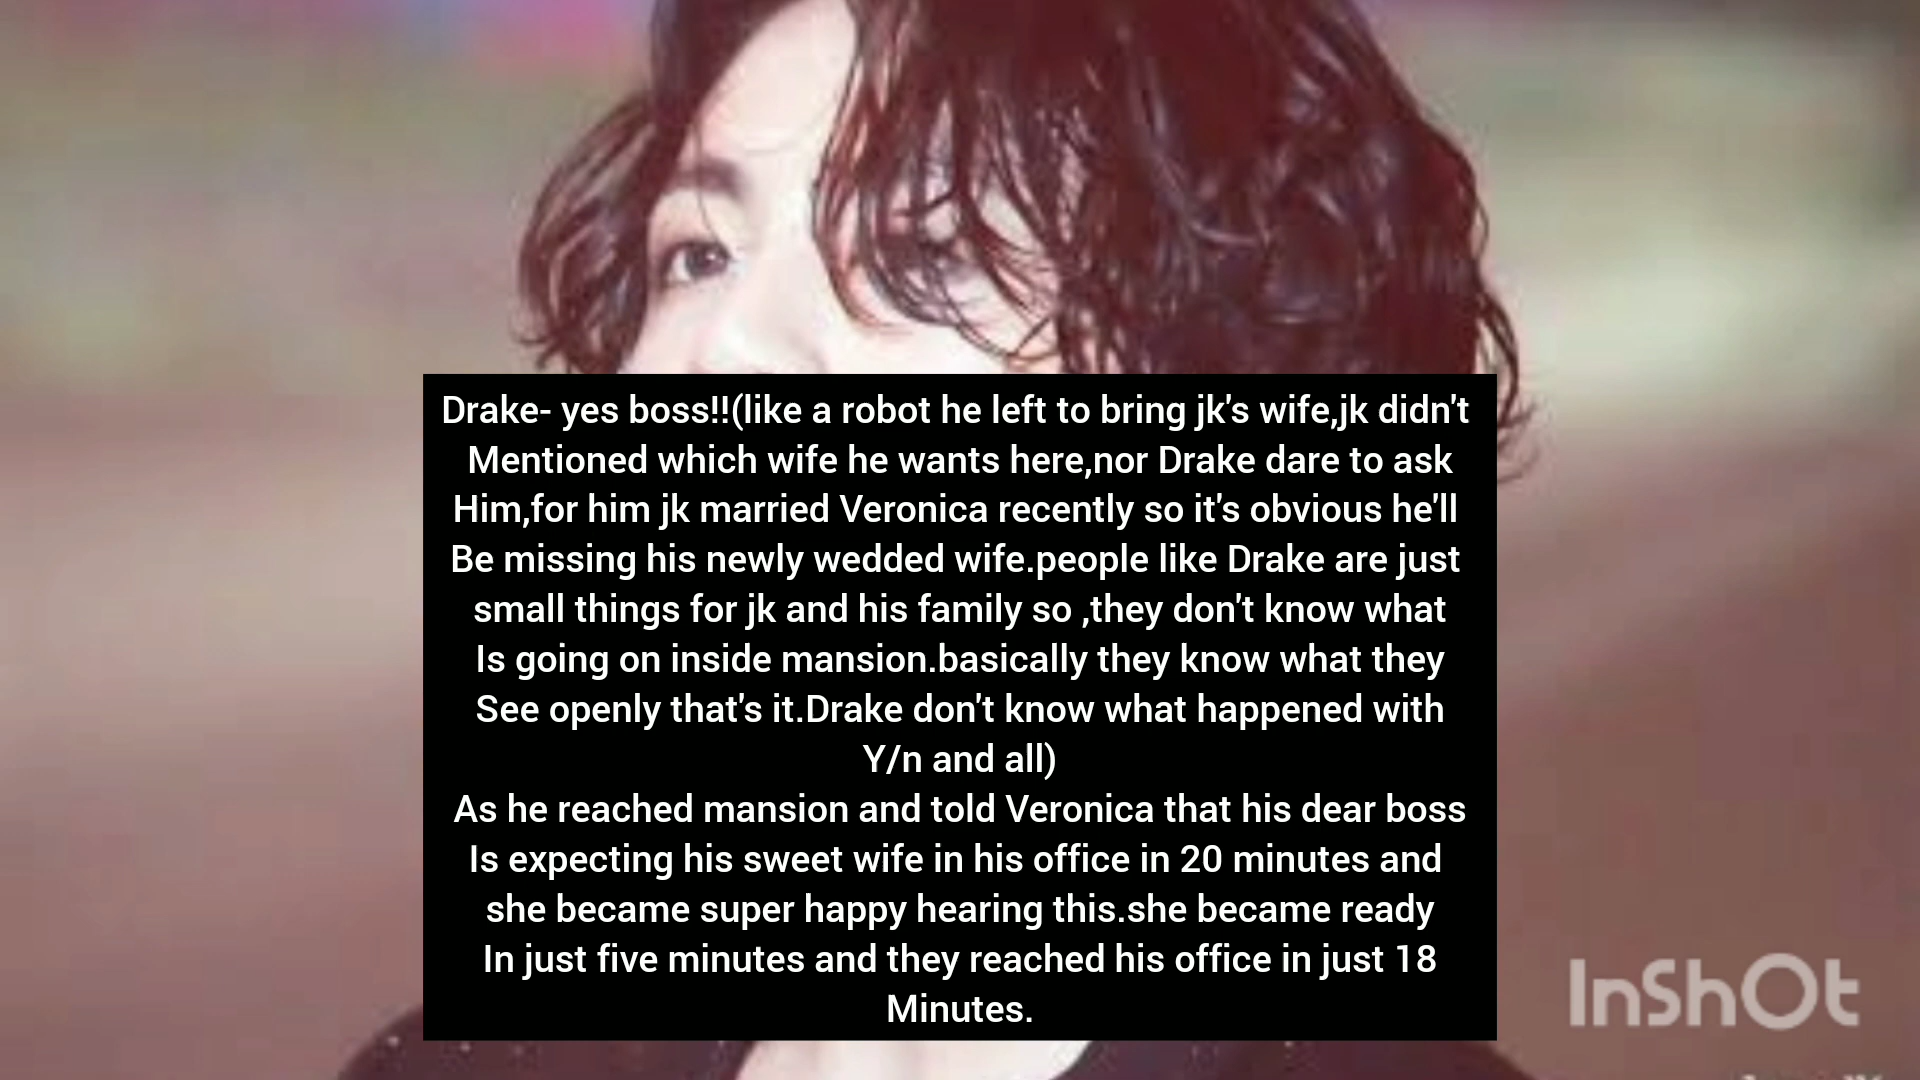 Drake- yes boss!!(like a robot he left to bring jk's wife,jk didn't
Mentioned which wife he wants here,nor Drake dare to ask
Him,for him jk married Veronica recently so it's obvious he'll
Be missing his newly wedded wife.people like Drake are just
small things for jk and his family so ,they don't know what
Is going on inside mansion.basically they know what they
See openly that's it.Drake don't know what happened with
Y/n and all)
As he reached mansion and told Veronica that his dear boss
Is expecting his sweet wife in his office in 20 minutes and
she became super happy hearing this.she became ready
In just five minutes and they reached his office in just 18
Minutes.
InShOt